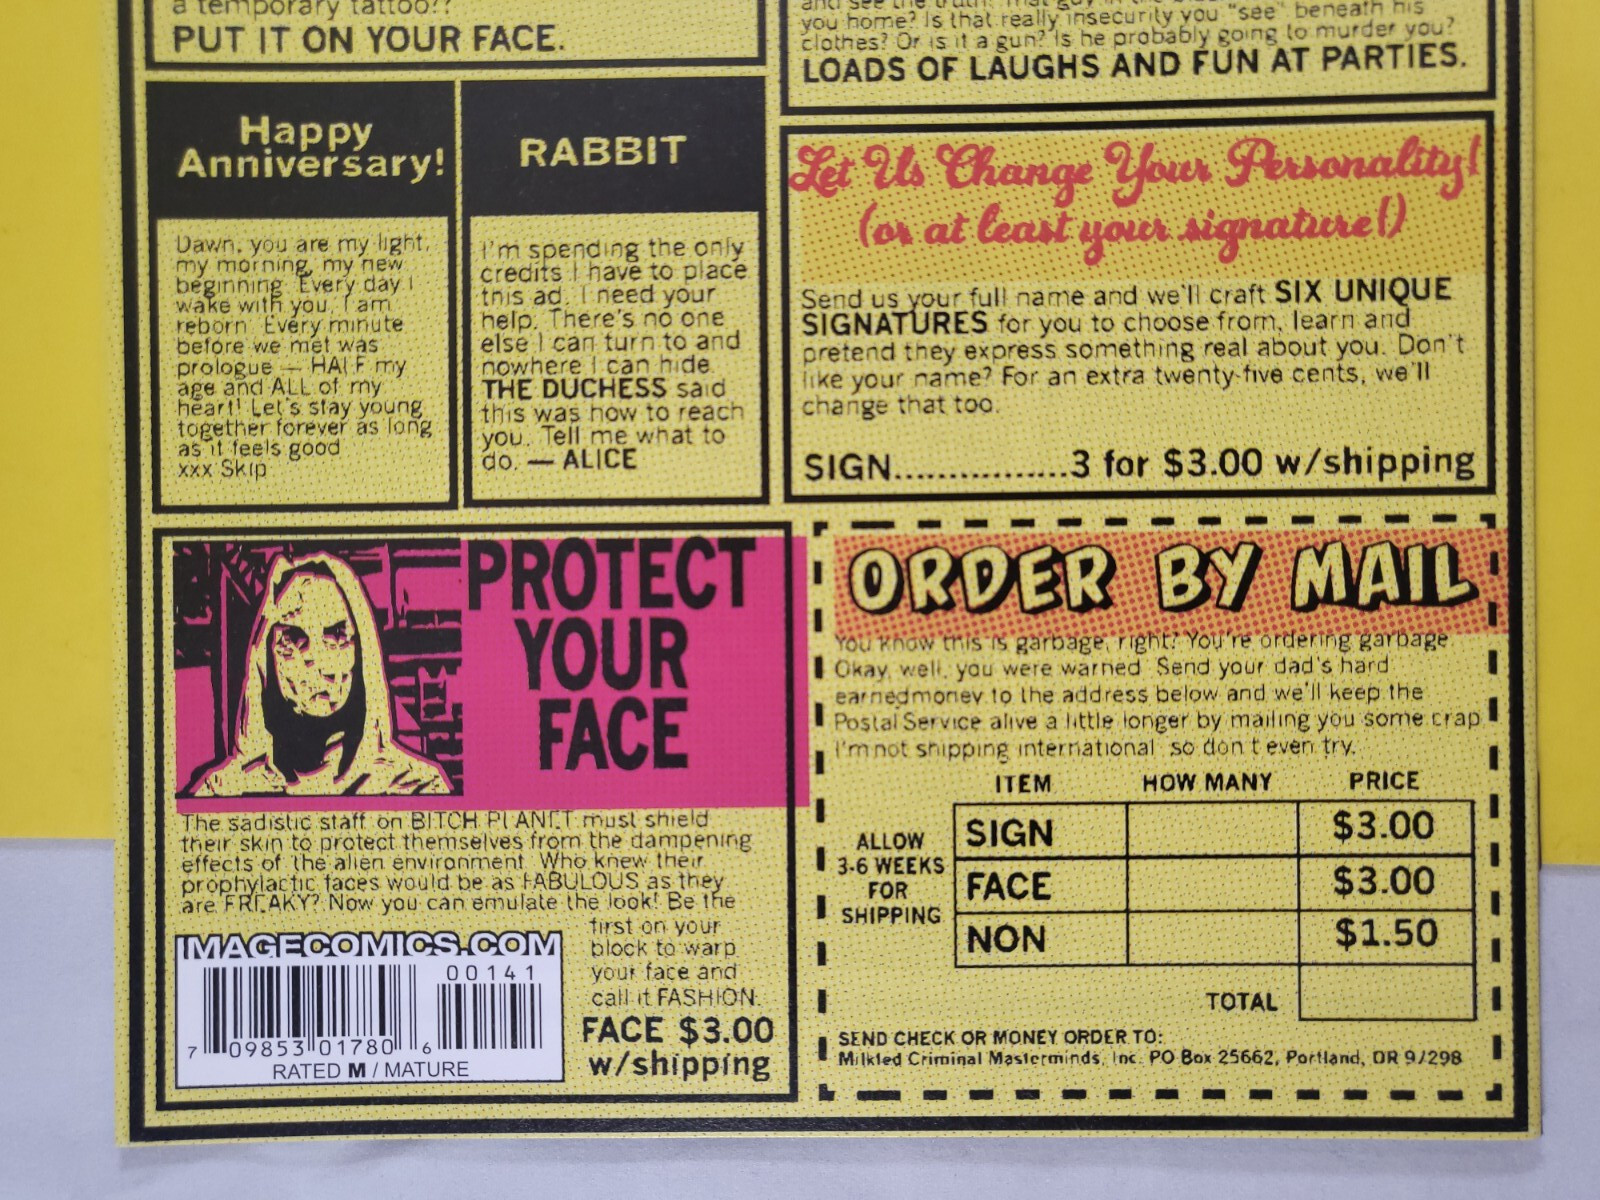 a temporary tattoo??
PUT IT ON YOUR FACE.
you home? Is that really insecurity you "see" beneath his
clothes? Or is it a gun? Is he probably going to murder you?
LOADS OF LAUGHS AND FUN AT PARTIES.
Happy
Anniversary!
Dawn, you are my light,
my morning, my new
beginning. Every day I
wake with you, I am
reborn. Every minute
before we met was
prologue — HALF my
age and ALL of my
heart! Let's stay young
together forever as long
as it feels good
xxx Skip
RABBIT
I'm spending the only
credits I have to place
this ad. I need your
help. There's no one
else I can turn to and
nowhere I can hide.
THE DUCHESS said
this was how to reach
you. Tell me what to
do. — ALICE
Let Us Change Your Personality!
(or at least your signature!)
Send us your full name and we'll craft SIX UNIQUE
SIGNATURES for you to choose from, learn and
pretend they express something real about you. Don't
like your name? For an extra twenty-five cents, we'll
change that too.
SIGN.................3 for $3.00 w/shipping
PROTECT
YOUR
FACE
The sadistic staff on BITCH PLANET must shield
their skin to protect themselves from the dampening
effects of the alien environment. Who knew their
prophylactic faces would be as FABULOUS as they
are FREAKY? Now you can emulate the look! Be the
first on your
block to warp
your face and
call it FASHION.
FACE $3.00
w/shipping
IMAGECOMICS.COM
00141
7 09853 01780 6
RATED M / MATURE
ORDER BY MAIL
You know this is garbage, right? You're ordering garbage.
Okay, well, you were warned. Send your dad's hard
earnedmoney to the address below and we'll keep the
Postal Service alive a little longer by mailing you some crap.
I'm not shipping international, so don't even try.
ITEM HOW MANY PRICE
ALLOW
3-6 WEEKS
FOR
SHIPPING
SIGN $3.00
FACE $3.00
NON $1.50
TOTAL
SEND CHECK OR MONEY ORDER TO:
Milkfed Criminal Masterminds, Inc. PO Box 25662, Portland, OR 97298